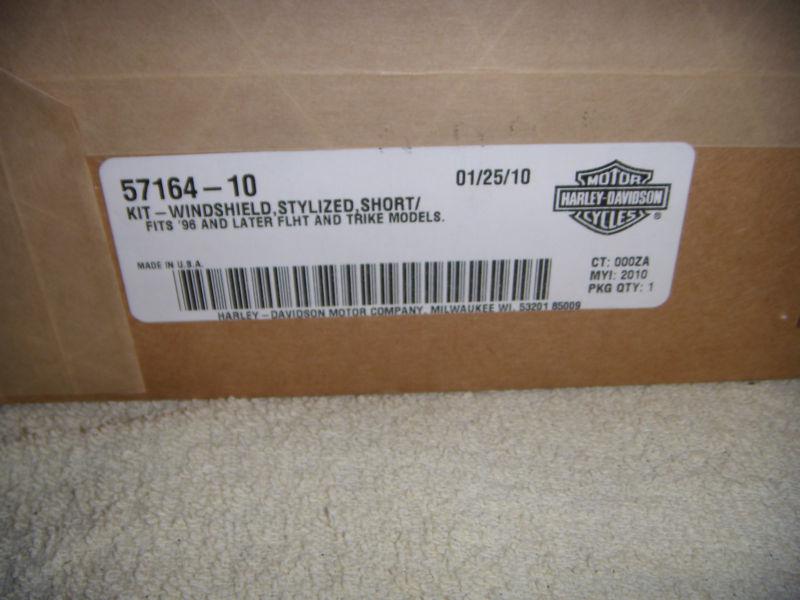 57164-10
01/25/10
KIT-WINDSHIELD,STYLIZED,SHORT/
FITS '96 AND LATER FLHT AND TRIKE MODELS.
MOTOR
HARLEY-DAVIDSON
CYCLES ®
MADE IN U.S.A.
CT: 000ZA
MYI: 2010
PKG QTY: 1
HARLEY-DAVIDSON MOTOR COMPANY, MILWAUKEE WI. 53201 85009